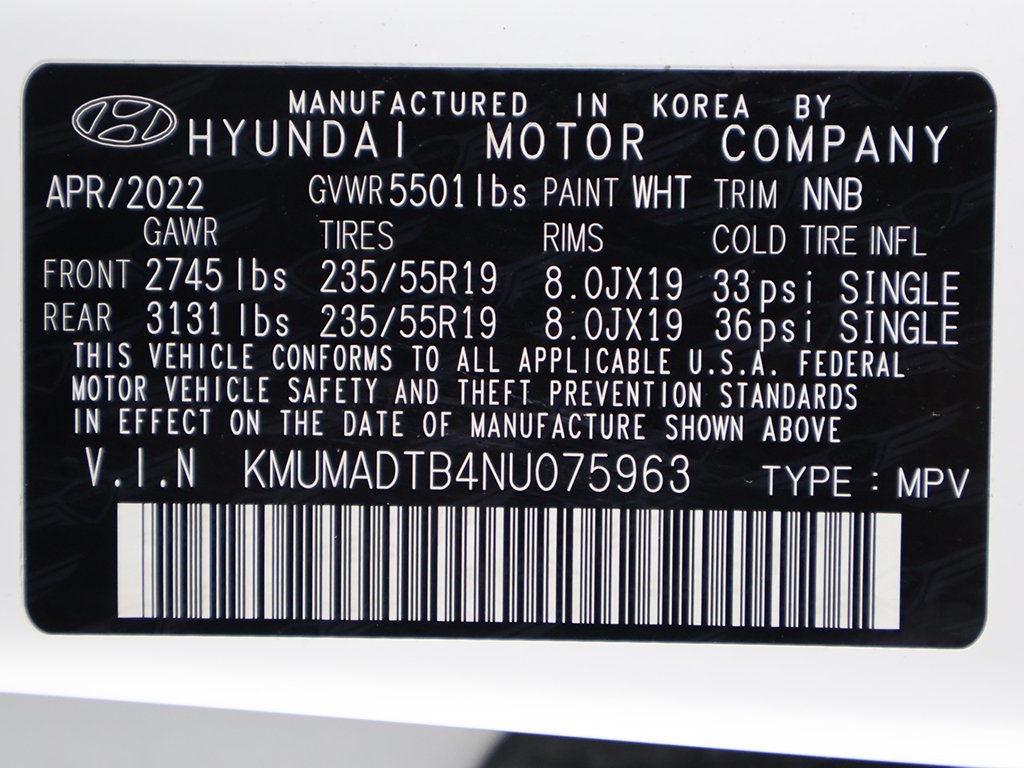 MANUFACTURED IN KOREA BY
HYUNDAI MOTOR COMPANY
APR/2022 GVWR 5501 lbs PAINT WHT TRIM NNB
GAWR TIRES RIMS COLD TIRE INFL
FRONT 2745 lbs 235/55R19 8.0JX19 33psi SINGLE
REAR 3131 lbs 235/55R19 8.0JX19 36psi SINGLE
THIS VEHICLE CONFORMS TO ALL APPLICABLE U.S.A. FEDERAL
MOTOR VEHICLE SAFETY AND THEFT PREVENTION STANDARDS
IN EFFECT ON THE DATE OF MANUFACTURE SHOWN ABOVE
V.I.N KMUMADTB4NU075963 TYPE : MPV